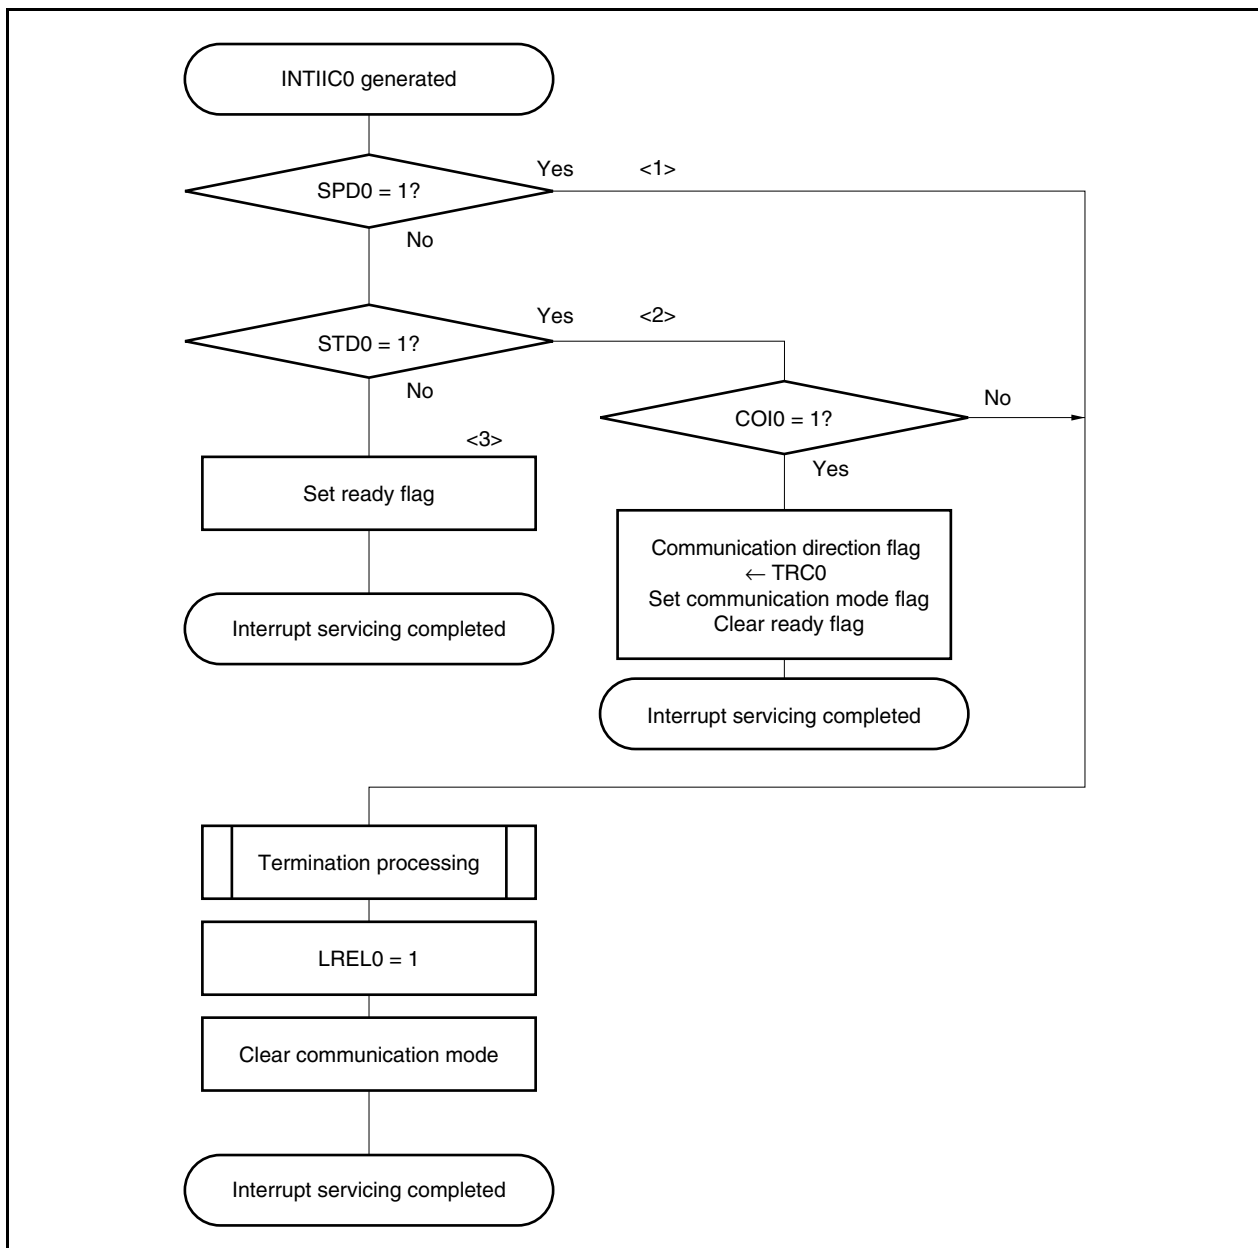 INTIIC0 generated
Yes
<1>
SPD0 = 1?
No
Yes
<2>
STD0 = 1?
No
COI0 = 1?
No
Yes
<3>
Set ready flag
Communication direction flag
← TRC0
Set communication mode flag
Clear ready flag
Interrupt servicing completed
Interrupt servicing completed
Termination processing
LREL0 = 1
Clear communication mode
Interrupt servicing completed